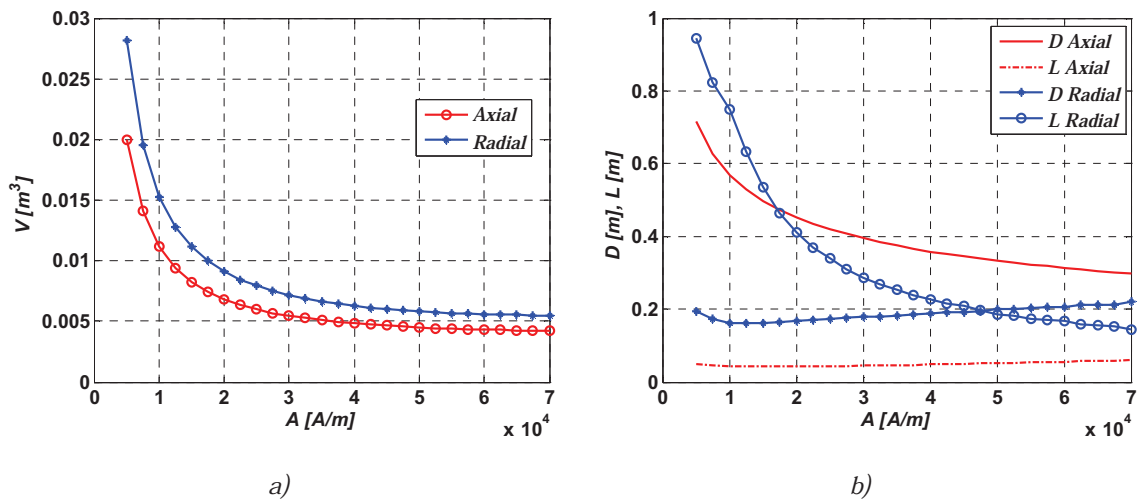 0.03
0.025
0.02
0.015
0.01
0.005
0
V [m³]
Axial
Radial
0 1 2 3 4 5 6 7
A [A/m]
x 10⁴
a)
1
0.8
0.6
0.4
0.2
0
D [m], L [m]
D Axial
L Axial
D Radial
L Radial
0 1 2 3 4 5 6 7
A [A/m]
x 10⁴
b)